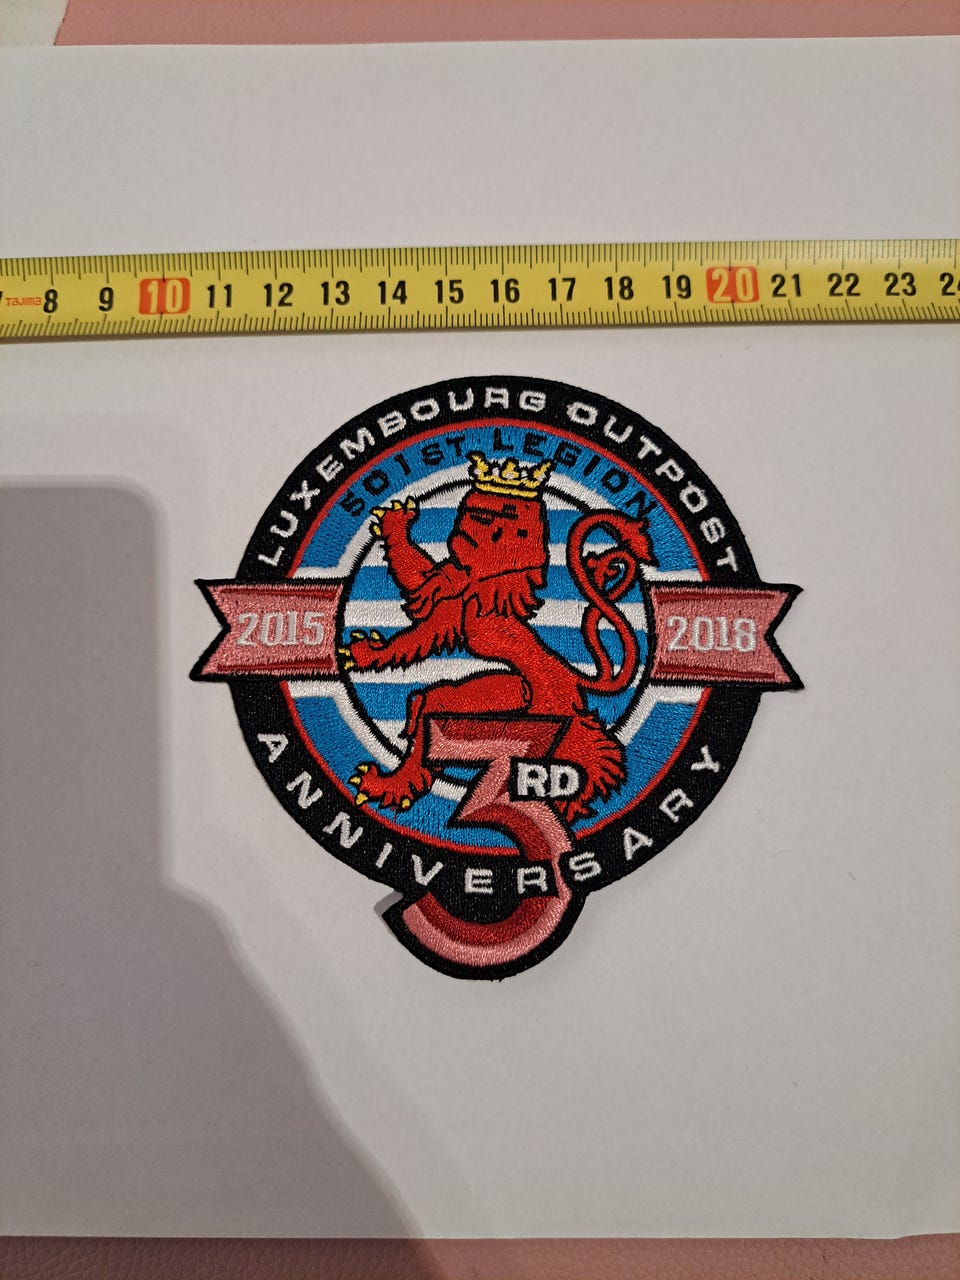 TAJIMA 8 9 10 11 12 13 14 15 16 17 18 19 20 21 22 23
LUXEMBOURG OUTPOST
501ST LEGION
2015
2018
3RD
ANNIVERSARY